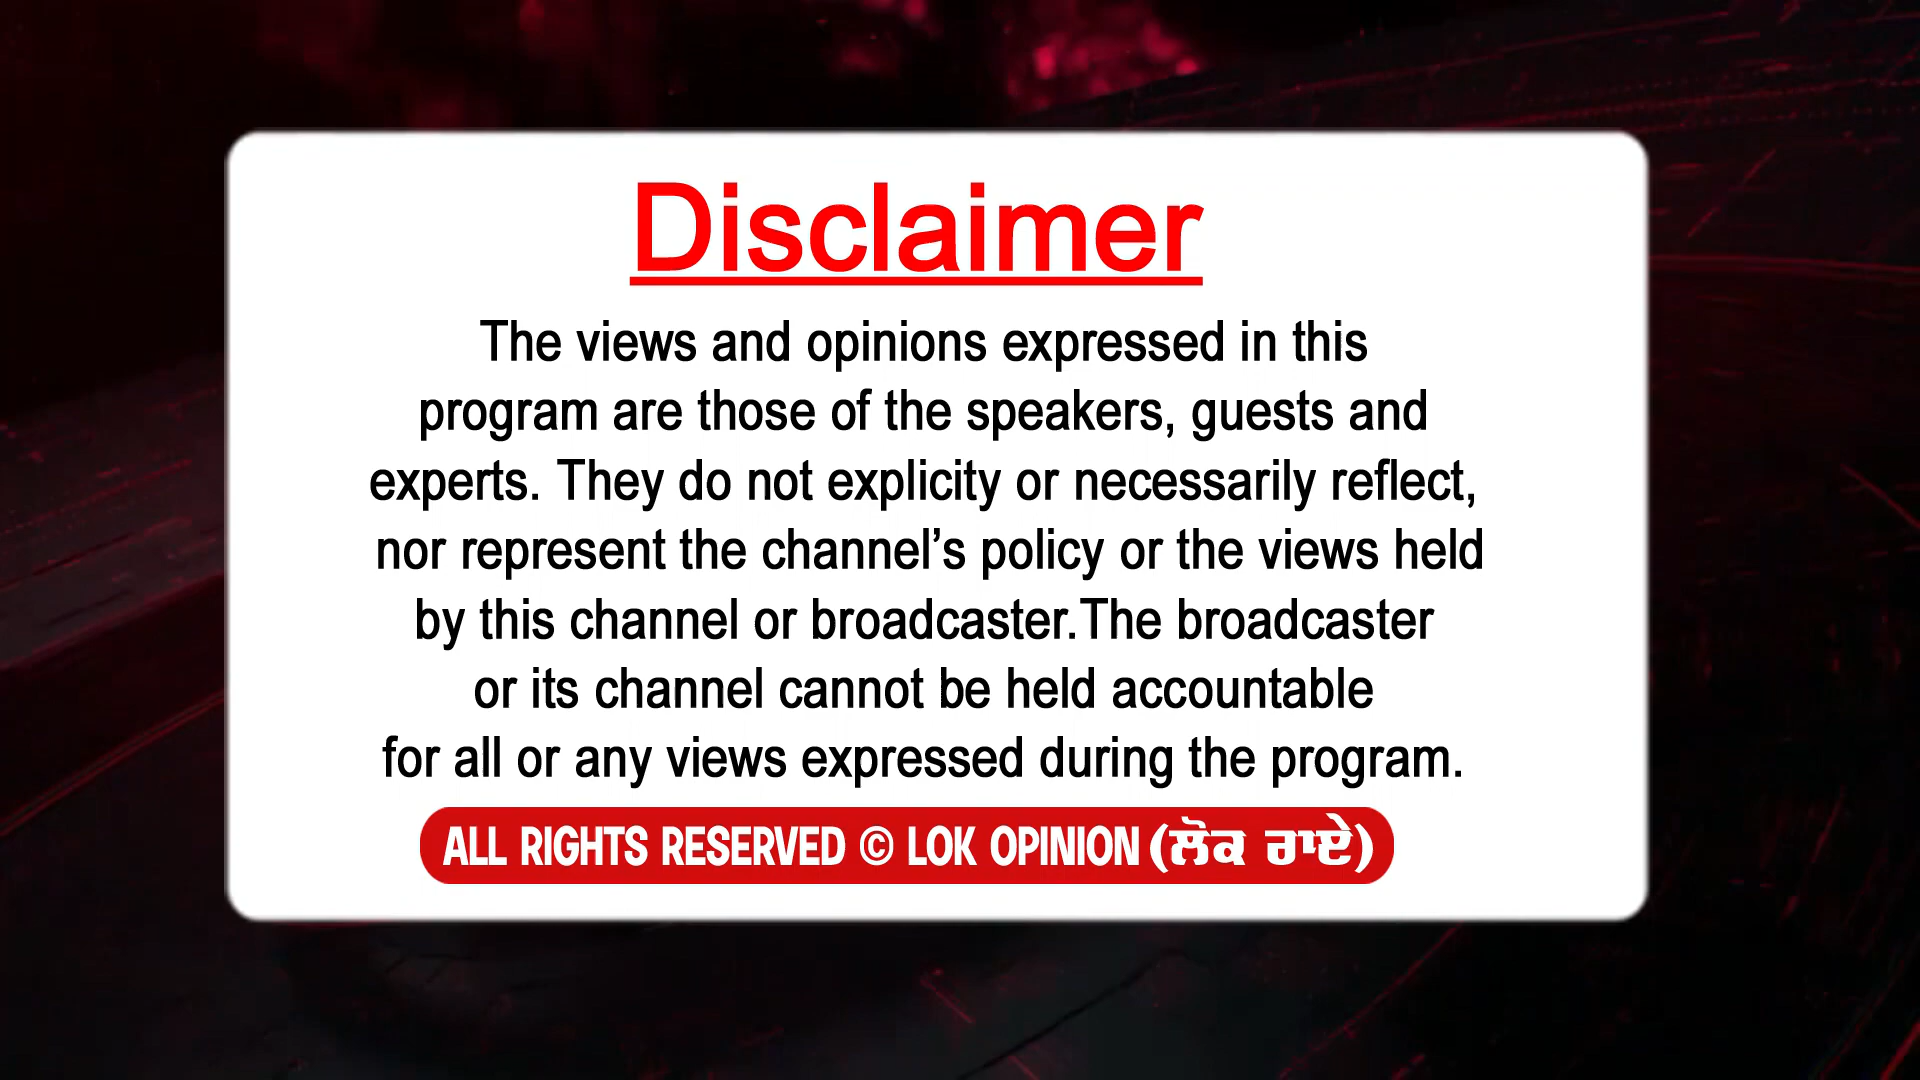 Disclaimer
The views and opinions expressed in this
program are those of the speakers, guests and
experts. They do not explicity or necessarily reflect,
nor represent the channel’s policy or the views held
by this channel or broadcaster.The broadcaster
or its channel cannot be held accountable
for all or any views expressed during the program.
ALL RIGHTS RESERVED © LOK OPINION (ਲੋਕ ਰਾਏ)